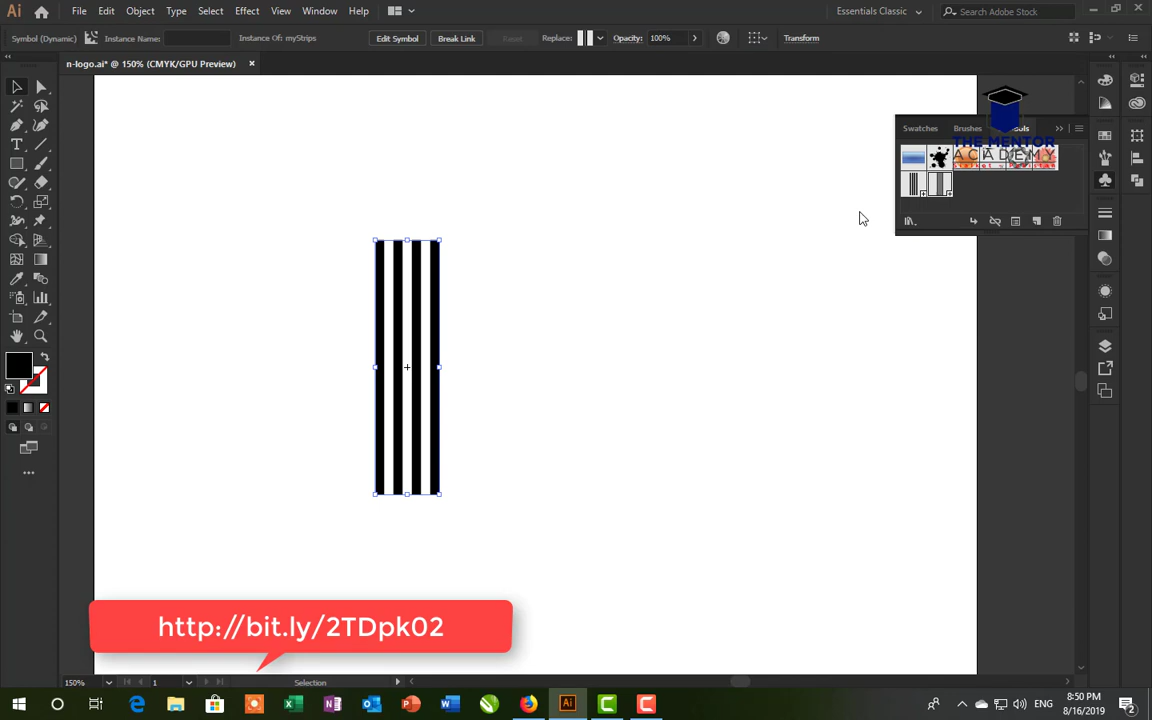 Ai File Edit Object Type Select Effect View Window Help Essentials Classic Search Adobe Stock
Symbol (Dynamic) Instance Name: Instance Of: myStrips Edit Symbol Break Link Reset Replace: Opacity: 100% Transform
n-logo.ai* @ 150% (CMYK/GPU Preview)
Swatches Brushes
THE MENTOR
ACADEMY
http://bit.ly/2TDpk02
150% 1 Selection
8:50 PM
ENG
8/16/2019
2